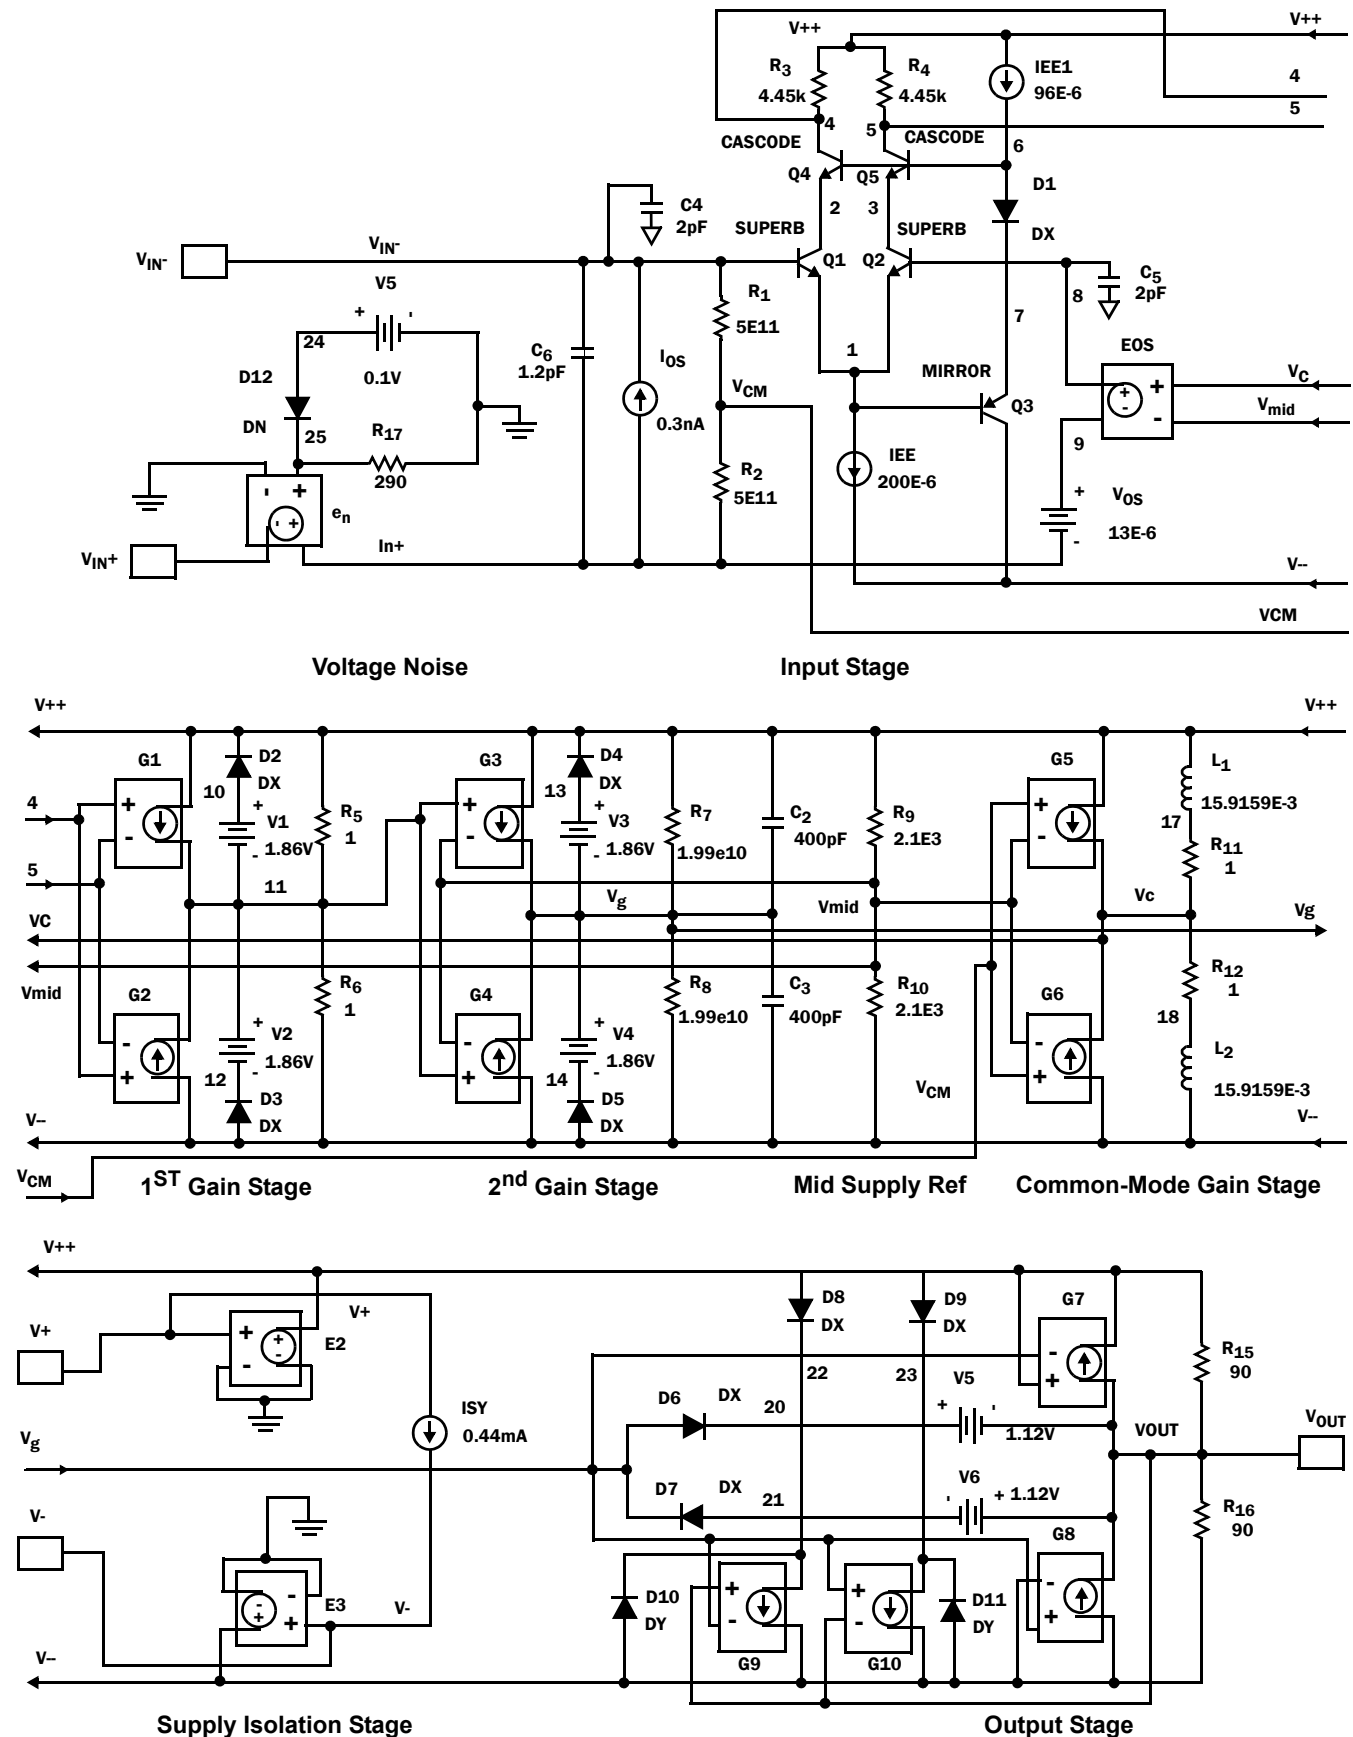 V++
V++
R3
4.45k
R4
4.45k
IEE1
96E-6
4
5
4
5
CASCODE
CASCODE
6
Q4
Q5
D1
DX
2
3
C4
2pF
SUPERB
SUPERB
VIN-
VIN-
Q1
Q2
V5
+
-
24
0.1V
R1
5E11
8
C5
2pF
7
C6
1.2pF
IOS
0.3nA
1
EOS
D12
DN
25
R17
290
VCM
MIRROR
Q3
+
-
+
-
VC
Vmid
9
R2
5E11
IEE
200E-6
-
+
-
+
en
+
VOS
13E-6
-
VIN+
In+
V--
VCM
Voltage Noise
Input Stage
V++
V++
G1
D2
DX
10
G3
D4
DX
13
G5
L1
15.9159E-3
17
4
+
-
+
V1
- 1.86V
R5
1
+
-
+
V3
- 1.86V
R7
1.99e10
C2
400pF
R9
2.1E3
+
-
R11
1
5
11
Vg
Vmid
Vc
Vg
VC
Vmid
G2
R6
1
G4
R8
1.99e10
C3
400pF
R10
2.1E3
G6
R12
1
18
-
+
+
V2
- 1.86V
12
-
+
+
V4
- 1.86V
14
-
+
L2
15.9159E-3
VCM
D3
DX
D5
DX
V--
V--
VCM
1ST Gain Stage
2nd Gain Stage
Mid Supply Ref
Common-Mode Gain Stage
V++
V+
V+
+
-
+
-
E2
D8
DX
D9
DX
G7
-
+
R15
90
22
23
ISY
0.44mA
D6
DX
20
+
V5
-
1.12V
Vg
VOUT
VOUT
D7
DX
21
-
V6
+ 1.12V
R16
90
V-
G8
-
+
-
+
E3
V-
D10
DY
+
-
G9
+
-
G10
D11
DY
-
+
V--
Supply Isolation Stage
Output Stage